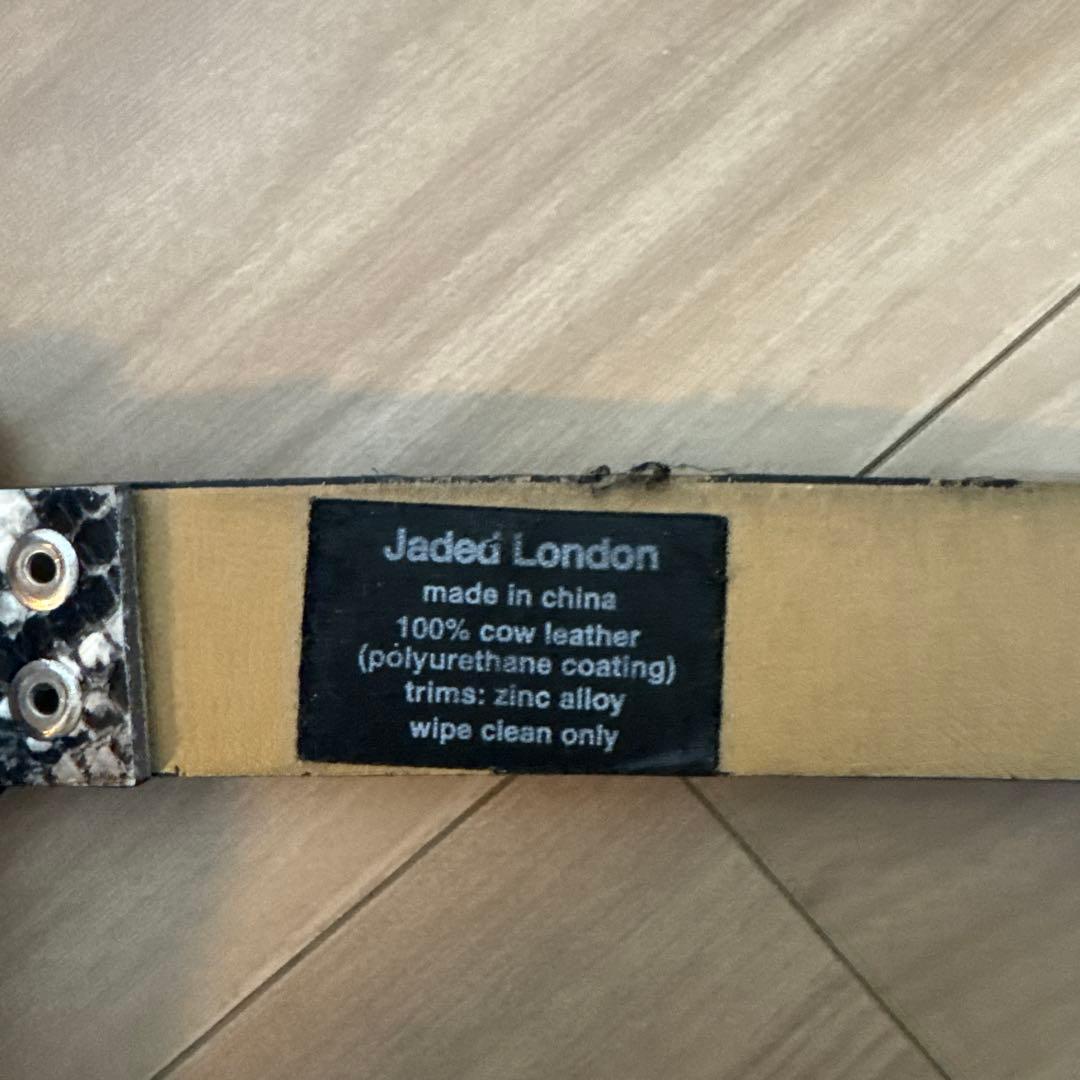 Jaded London
made in china
100% cow leather
(polyurethane coating)
trims: zinc alloy
wipe clean only